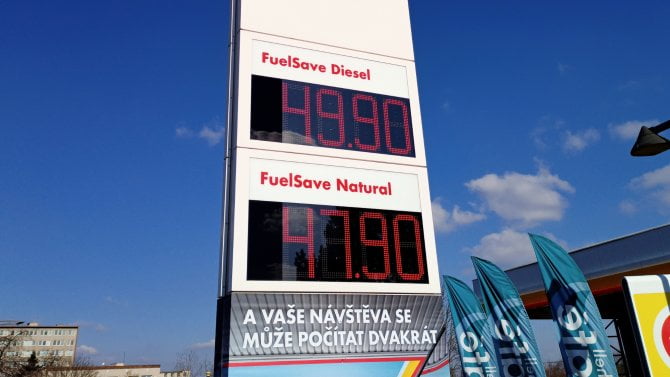 FuelSave Diesel
49.90
FuelSave Natural
47.90
A VAŠE NÁVŠTĚVA SE
MŮŽE POČÍTAT DVAKRÁT